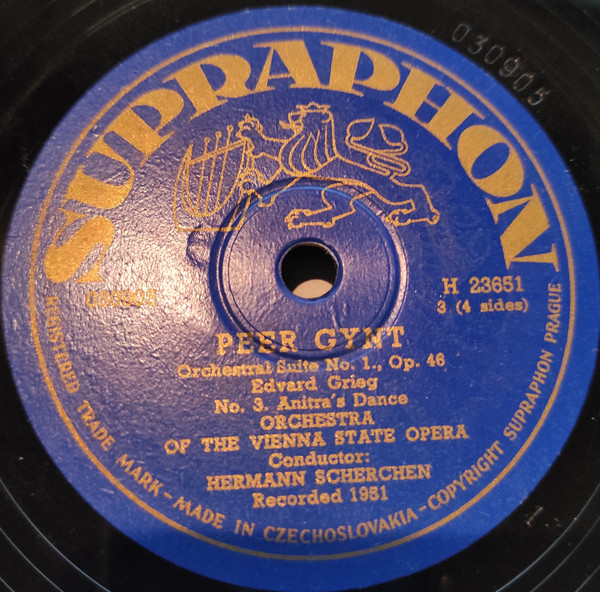 030905
SUPRAPHON
H 23651
030905
3 (4 sides)
PEER GYNT
Orchestral Suite No. 1., Op. 46
Edvard Grieg
No. 3. Anitra's Dance
ORCHESTRA
OF THE VIENNA STATE OPERA
Conductor:
HERMANN SCHERCHEN
Recorded 1951
REGISTERED TRADE MARK - MADE IN CZECHOSLOVAKIA - COPYRIGHT SUPRAPHON PRAGUE
1